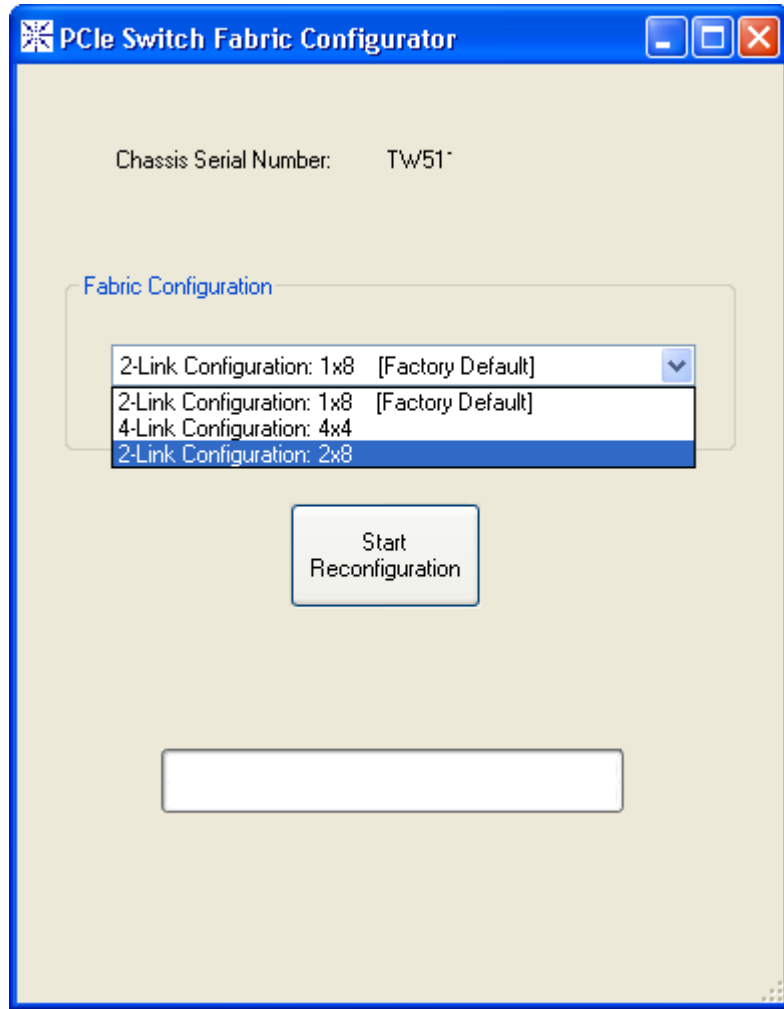 PCIe Switch Fabric Configurator
Chassis Serial Number: TW51
Fabric Configuration
2-Link Configuration: 1x8 [Factory Default]
2-Link Configuration: 1x8 [Factory Default]
4-Link Configuration: 4x4
2-Link Configuration: 2x8
Start
Reconfiguration